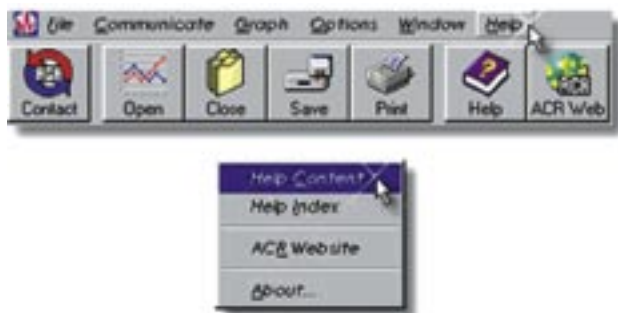 File Communicate Graph Options Window Help
Contact Open Close Save Print Help ACR Web
Help Content
Help Index
ACR Website
About...